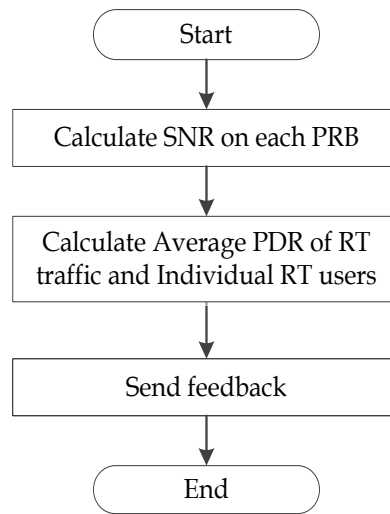 Start
Calculate SNR on each PRB
Calculate Average PDR of RT
traffic and Individual RT users
Send feedback
End